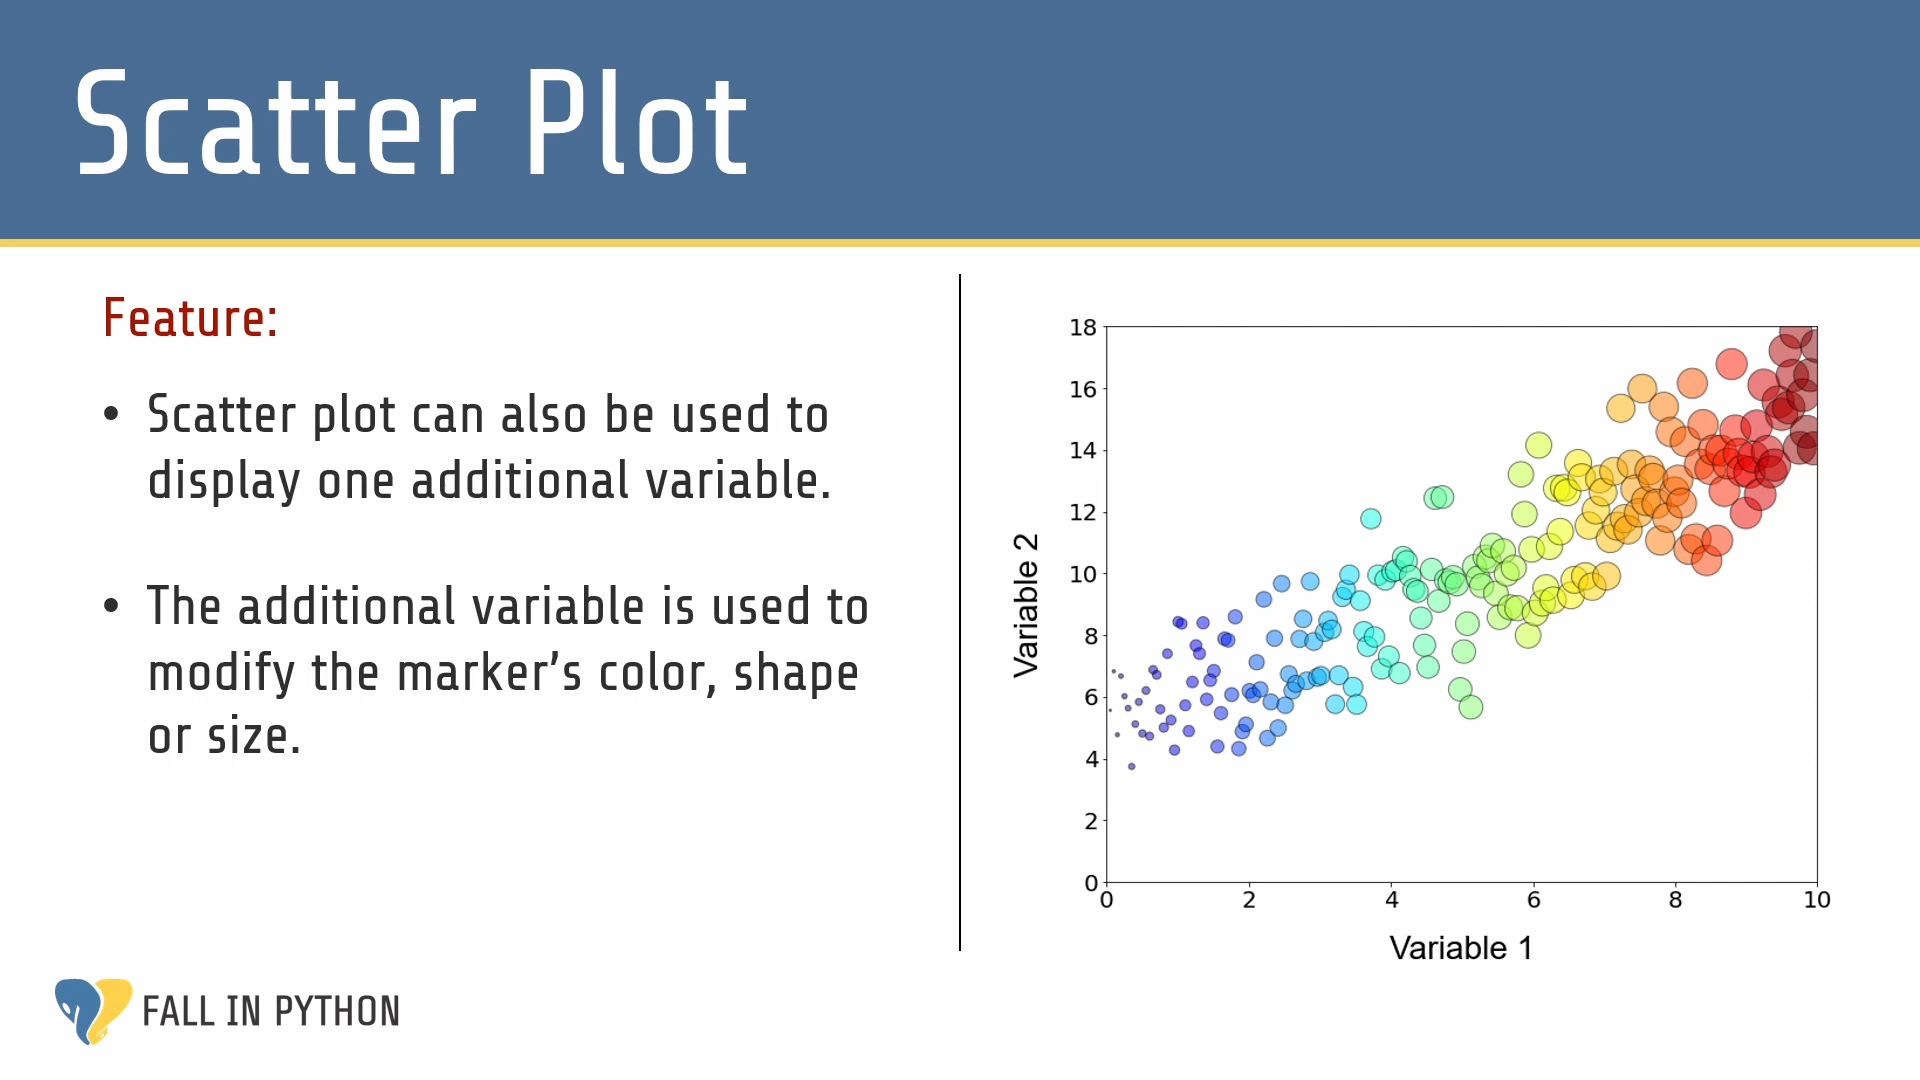 Scatter Plot
Feature:
• Scatter plot can also be used to
display one additional variable.
• The additional variable is used to
modify the marker's color, shape
or size.
18
16
14
12
10
8
6
4
2
0
Variable 2
0 2 4 6 8 10
Variable 1
FALL IN PYTHON